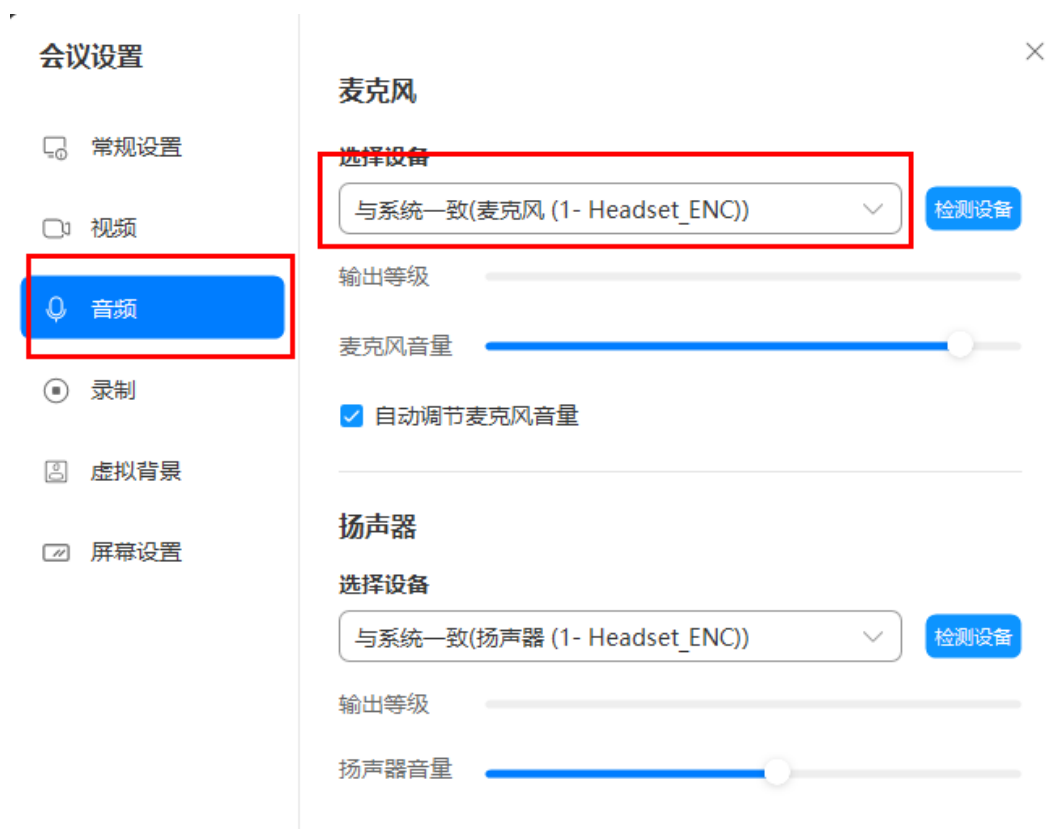 会议设置
常规设置
视频
音频
录制
虚拟背景
屏幕设置
麦克风
选择设备
与系统一致(麦克风 (1- Headset_ENC))
检测设备
输出等级
麦克风音量
自动调节麦克风音量
扬声器
选择设备
与系统一致(扬声器 (1- Headset_ENC))
检测设备
输出等级
扬声器音量